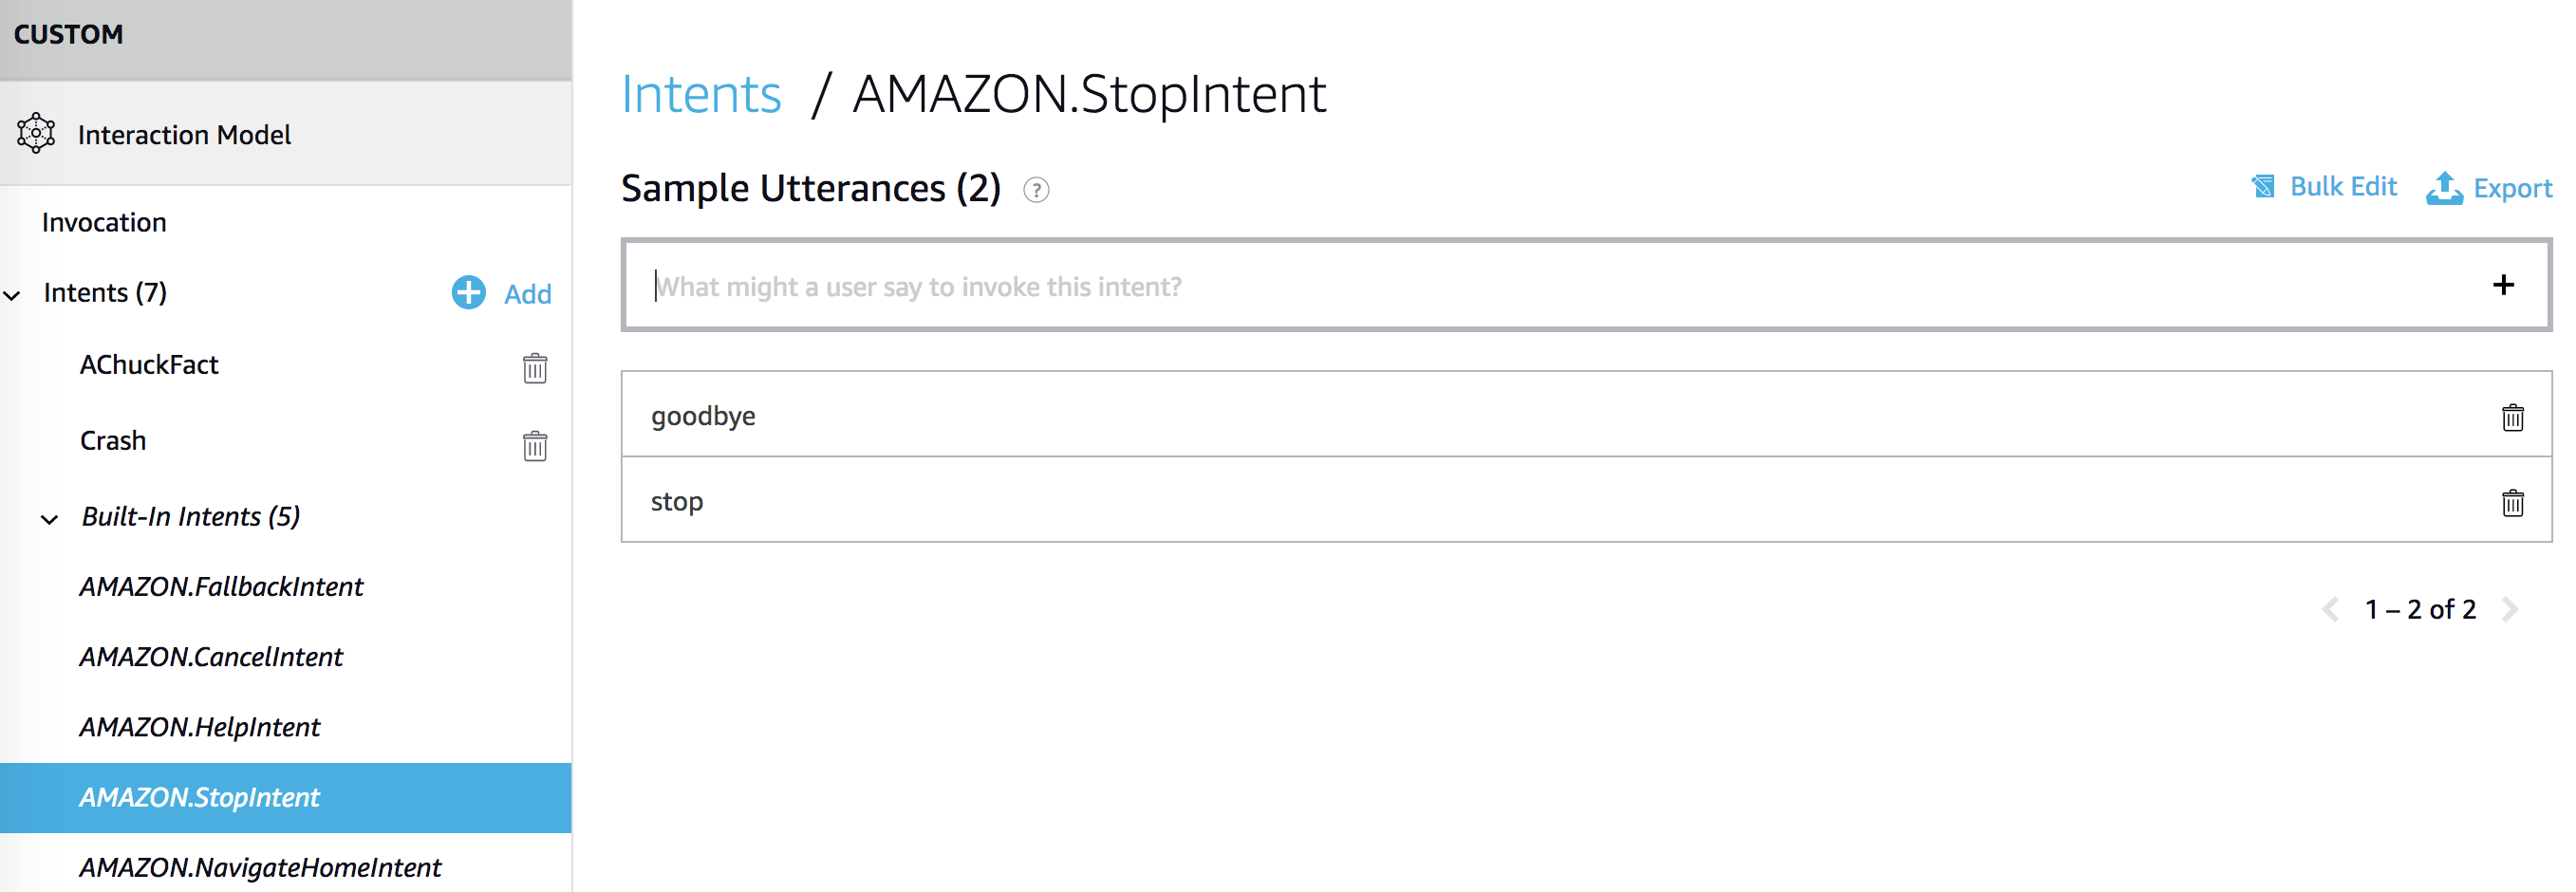 CUSTOM
Interaction Model
Invocation
Intents (7)
Add
AChuckFact
Crash
Built-In Intents (5)
AMAZON.FallbackIntent
AMAZON.CancelIntent
AMAZON.HelpIntent
AMAZON.StopIntent
AMAZON.NavigateHomeIntent
Intents / AMAZON.StopIntent
Sample Utterances (2) ?
Bulk Edit
Export
What might a user say to invoke this intent?
goodbye
stop
1 – 2 of 2